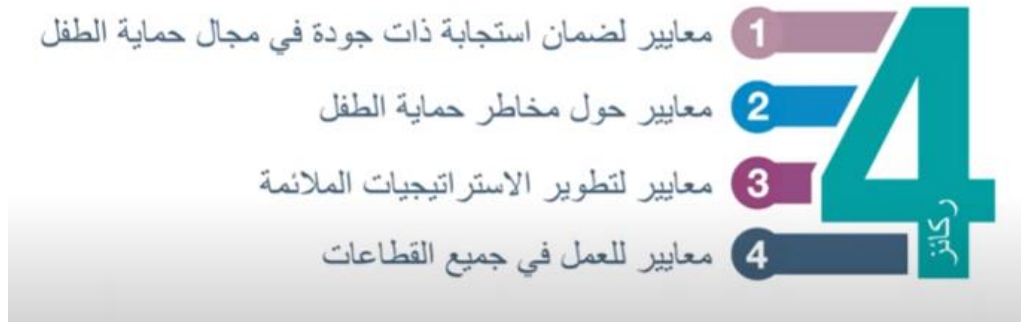 4 ركائز
1 معايير لضمان استجابة ذات جودة في مجال حماية الطفل
2 معايير حول مخاطر حماية الطفل
3 معايير لتطوير الاستراتيجيات الملائمة
4 معايير للعمل في جميع القطاعات